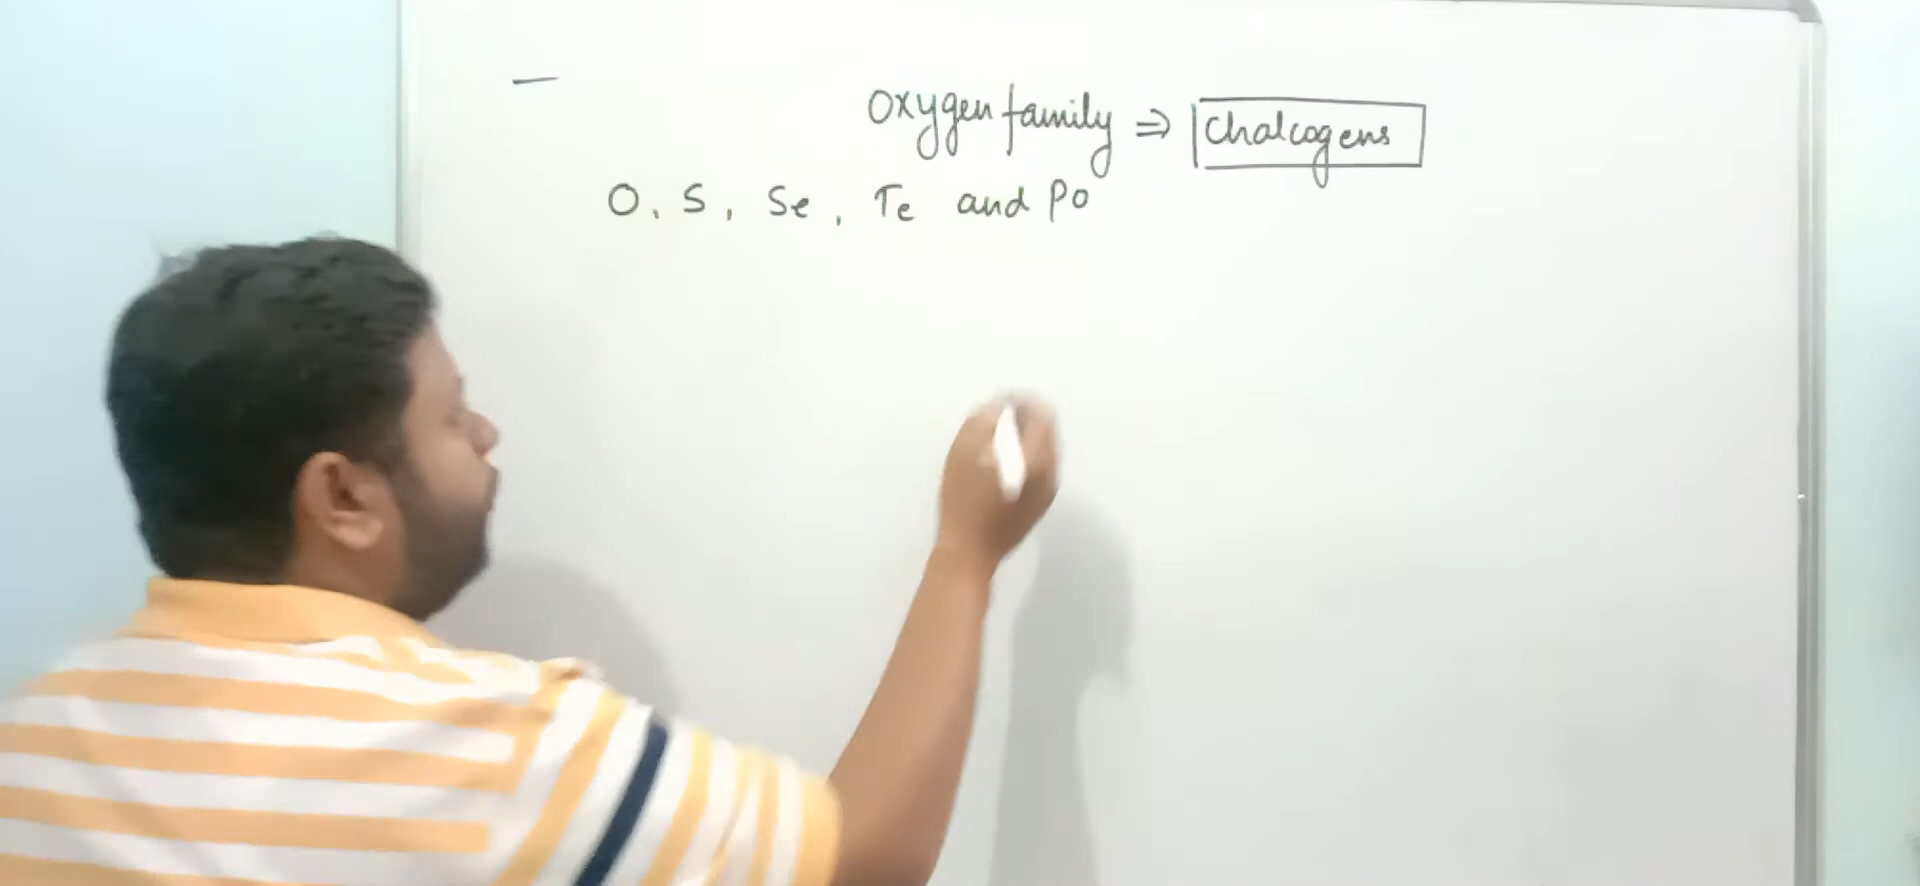 Oxygen family ⇒ Chalcogens
O, S, Se, Te and Po